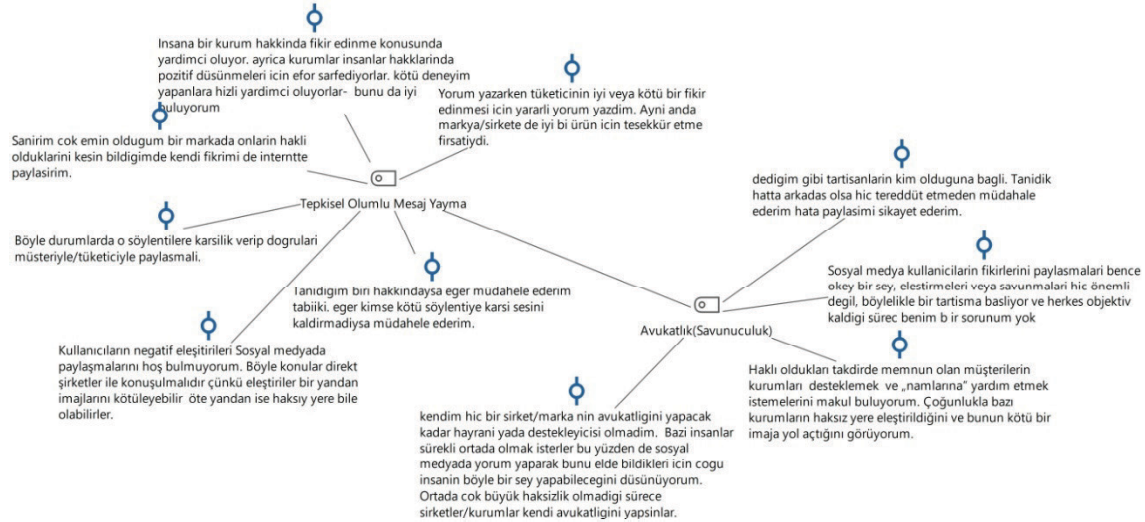 Insana bir kurum hakkinda fikir edinme konusunda
yardimci oluyor. ayrica kurumlar insanlar hakklarinda
pozitif düsünmeleri icin efor sarfediyorlar. kötü deneyim
yapanlara hizli yardimci oluyorlar- bunu da iyi
buluyorum
Yorum yazarken tüketicinin iyi veya kötü bir fikir
edinmesi icin yararli yorum yazdim. Ayni anda
markya/sirkete de iyi bi ürün icin tesekkür etme
firsatiydi.
Sanirim cok emin oldugum bir markada onlarin hakli
olduklarini kesin bildigimde kendi fikrimi de interntte
paylasirim.
dedigim gibi tartisanlarin kim olduguna bagli. Tanidik
hatta arkadas olsa hic tereddüt etmeden müdahale
ederim hata paylasimi sikayet ederim.
Tepkisel Olumlu Mesaj Yayma
Böyle durumlarda o söylentilere karsilik verip dogrulari
müsteriyle/tüketiciyle paylasmali.
Sosyal medya kullanicilarin fikirlerini paylasmalari bence
okey bir sey, elestirmeleri veya savunmalari hic önemli
degil, böylelikle bir tartisma basliyor ve herkes objektiv
kaldigi sürec benim b ir sorunum yok
Tanidigim biri hakkindaysa eger müdahele ederim
tabiiki. eger kimse kötü söylentiye karsi sesini
kaldirmadiysa müdahele ederim.
Avukatlık(Savunuculuk)
Kullanıcıların negatif eleşitirileri Sosyal medyada
paylaşmalarını hoş bulmuyorum. Böyle konular direkt
şirketler ile konuşulmalıdır çünkü eleştiriler bir yandan
imajlarını kötüleyebilir öte yandan ise haksıy yere bile
olabilirler.
Haklı oldukları takdirde memnun olan müşterilerin
kurumları desteklemek ve „namlarına” yardım etmek
istemelerini makul buluyorum. Çoğunlukla bazı
kurumların haksız yere eleştirildiğini ve bunun kötü bir
imaja yol açtığını görüyorum.
kendim hic bir sirket/marka nin avukatligini yapacak
kadar hayrani yada destekleyicisi olmadim. Bazi insanlar
sürekli ortada olmak isterler bu yüzden de sosyal
medyada yorum yaparak bunu elde bildikleri icin cogu
insanin böyle bir sey yapabilecegini düsünüyorum.
Ortada cok büyük haksizlik olmadigi sürece
sirketler/kurumlar kendi avukatligini yapsinlar.